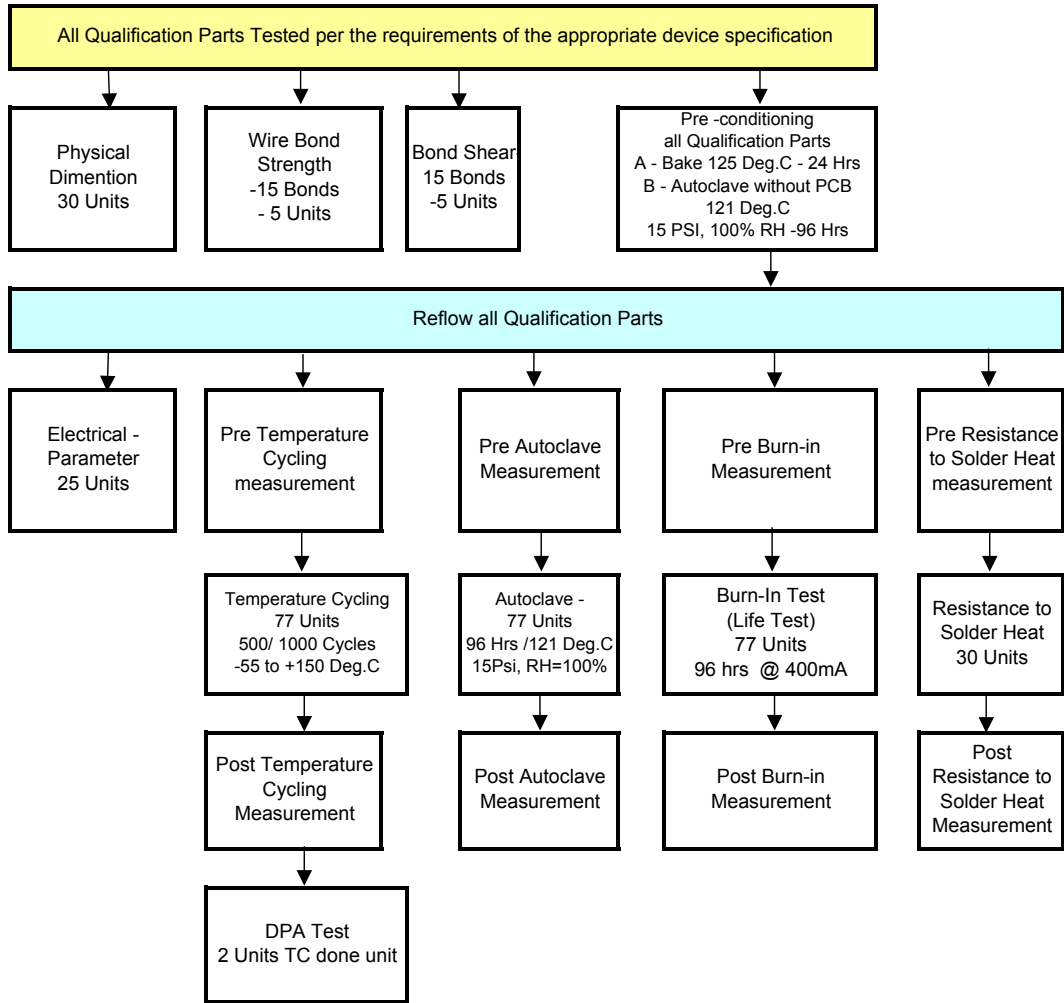 All Qualification Parts Tested per the requirements of the appropriate device specification
Physical
Dimention
30 Units
Wire Bond
Strength
-15 Bonds
- 5 Units
Bond Shear-
15 Bonds
-5 Units
Pre -conditioning
all Qualification Parts
A - Bake 125 Deg.C - 24 Hrs
B - Autoclave without PCB
121 Deg.C
15 PSI, 100% RH -96 Hrs
Reflow all Qualification Parts
Electrical -
Parameter
25 Units
Pre Temperature
Cycling
measurement
Pre Autoclave
Measurement
Pre Burn-in
Measurement
Pre Resistance
to Solder Heat
measurement
Temperature Cycling
77 Units
500/ 1000 Cycles
-55 to +150 Deg.C
Autoclave -
77 Units
96 Hrs /121 Deg.C
15Psi, RH=100%
Burn-In Test
(Life Test)
77 Units
96 hrs @ 400mA
Resistance to
Solder Heat
30 Units
Post Temperature
Cycling
Measurement
Post Autoclave
Measurement
Post Burn-in
Measurement
Post
Resistance to
Solder Heat
Measurement
DPA Test
2 Units TC done unit